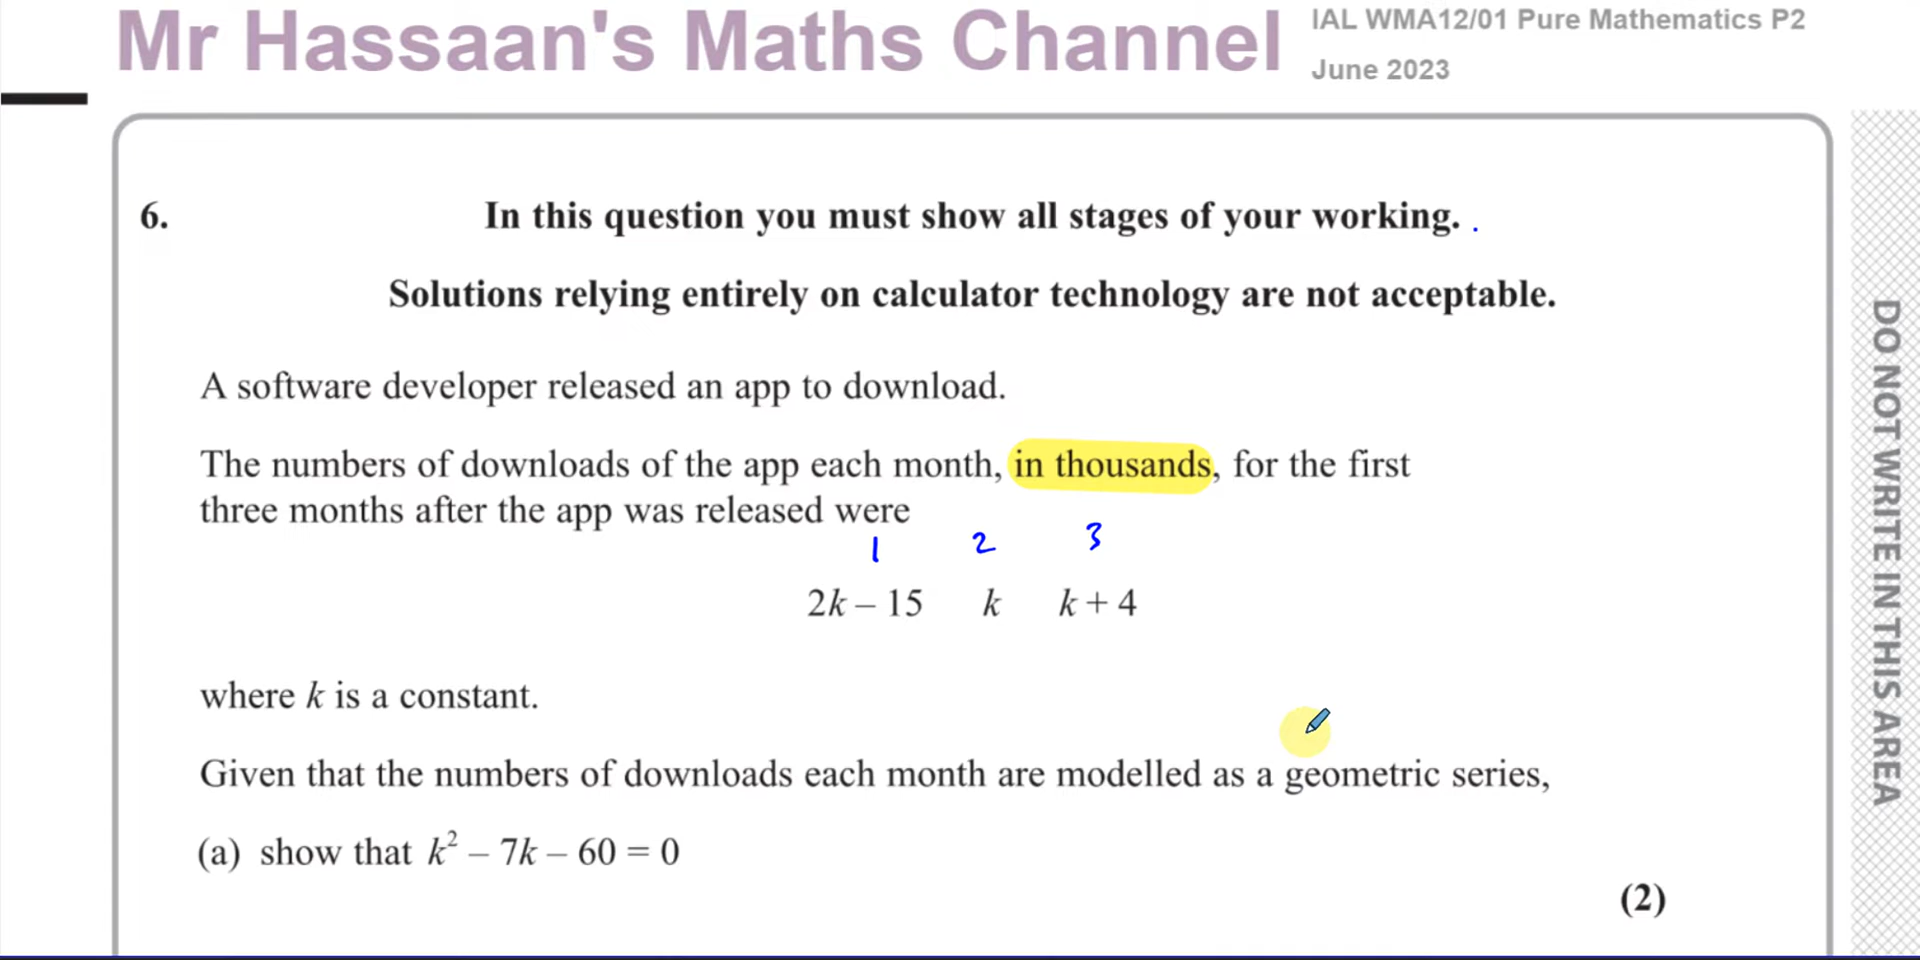 Mr Hassaan's Maths Channel
IAL WMA12/01 Pure Mathematics P2
June 2023
6.
In this question you must show all stages of your working. .
Solutions relying entirely on calculator technology are not acceptable.
A software developer released an app to download.
The numbers of downloads of the app each month, in thousands, for the first
three months after the app was released were
1 2 3
2k – 15 k k + 4
where k is a constant.
Given that the numbers of downloads each month are modelled as a geometric series,
(a) show that k² – 7k – 60 = 0
(2)
DO NOT WRITE IN THIS AREA